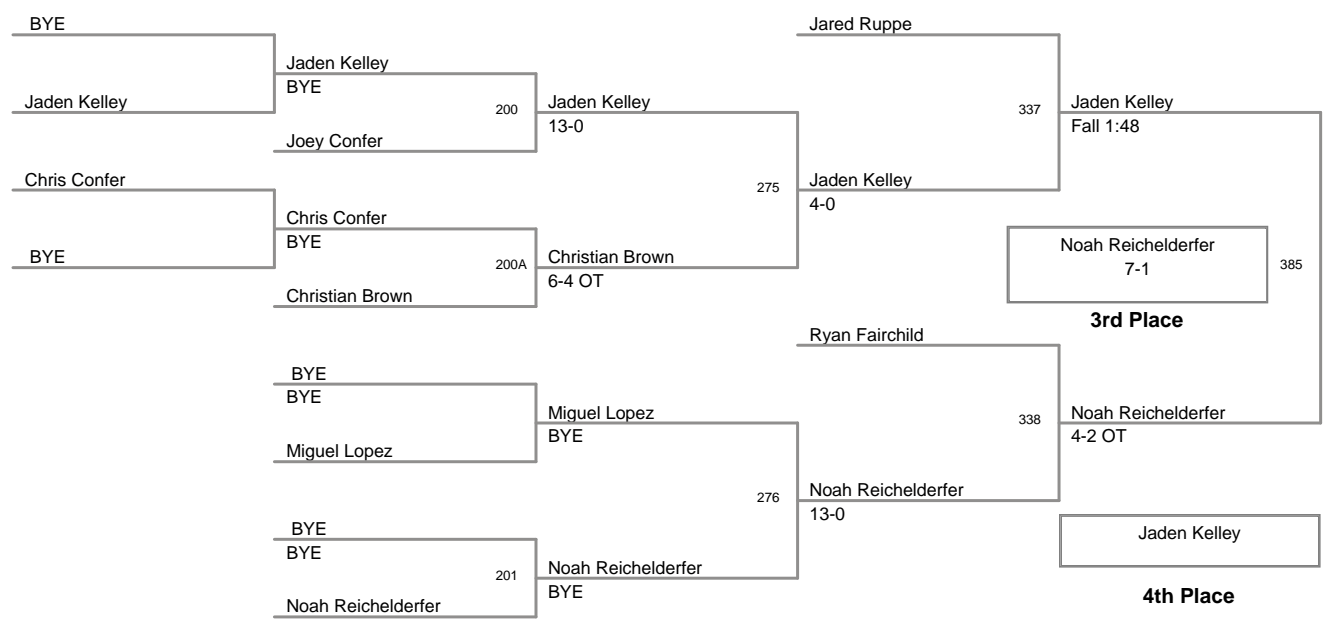 BYE
Jaden Kelley
Chris Confer
BYE
Jaden Kelley
BYE
Joey Confer
Chris Confer
BYE
Christian Brown
BYE
BYE
Miguel Lopez
BYE
BYE
Noah Reichelderfer
200
200A
201
Jaden Kelley
13-0
Christian Brown
6-4 OT
Miguel Lopez
BYE
Noah Reichelderfer
BYE
275
276
Jared Ruppe
Jaden Kelley
4-0
Ryan Fairchild
Noah Reichelderfer
13-0
337
338
Jaden Kelley
Fall 1:48
Noah Reichelderfer
7-1
385
3rd Place
Noah Reichelderfer
4-2 OT
Jaden Kelley
4th Place